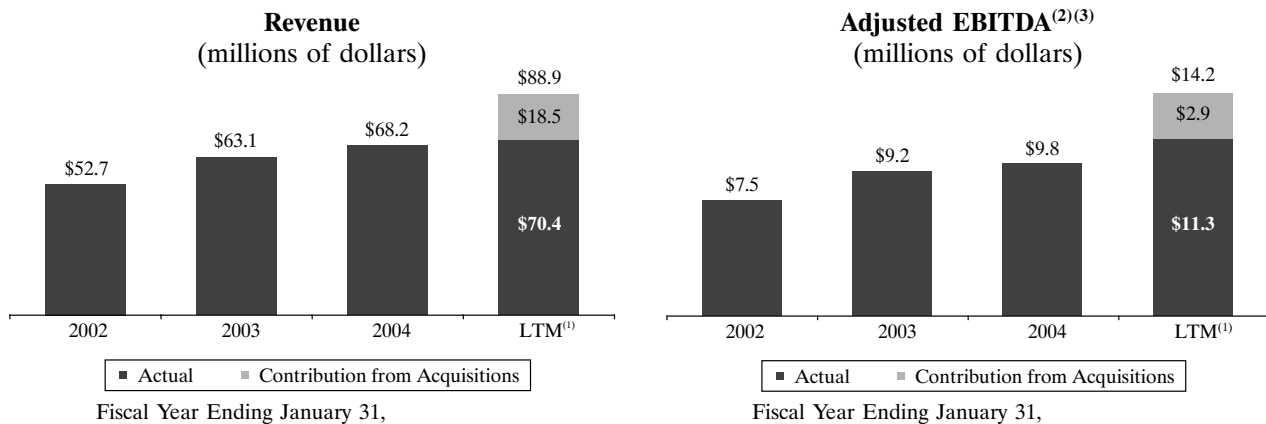 Revenue
(millions of dollars)
$88.9
$18.5
$68.2
$63.1
$52.7
$70.4
2002 2003 2004 LTM(1)
Actual Contribution from Acquisitions
Fiscal Year Ending January 31,
Adjusted EBITDA(2)(3)
(millions of dollars)
$14.2
$2.9
$9.8
$9.2
$7.5
$11.3
2002 2003 2004 LTM(1)
Actual Contribution from Acquisitions
Fiscal Year Ending January 31,